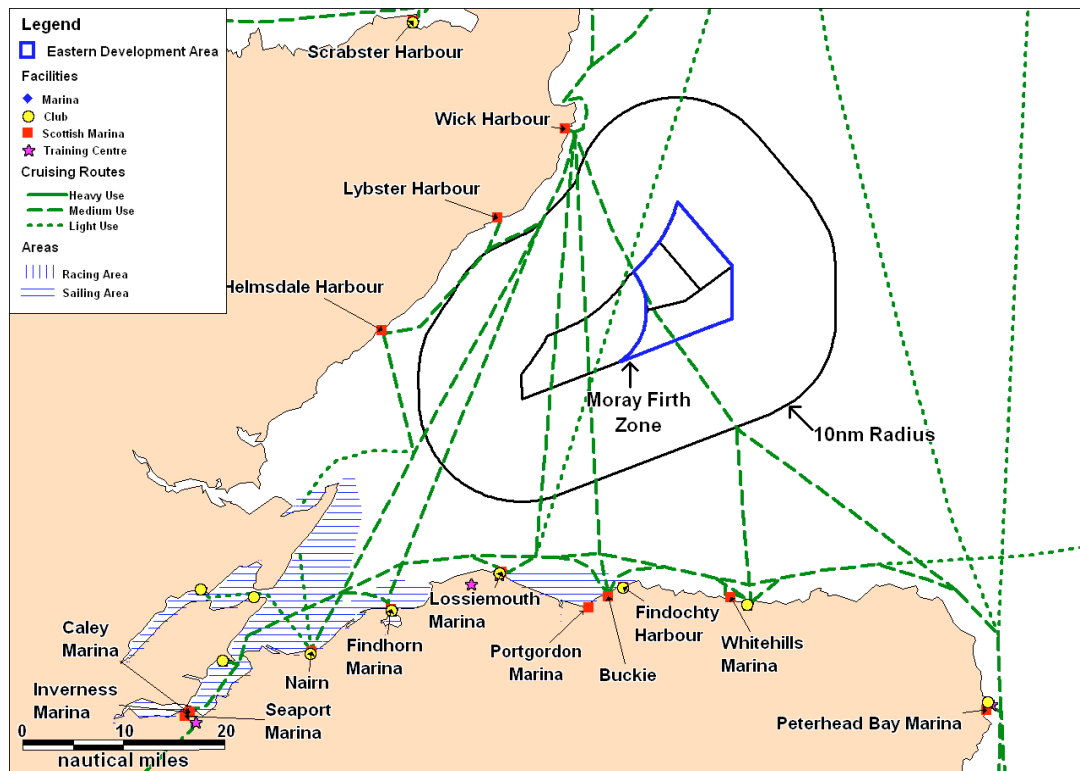 Legend
Eastern Development Area
Facilities
Marina
Club
Scottish Marina
Training Centre
Cruising Routes
Heavy Use
Medium Use
Light Use
Areas
Racing Area
Sailing Area
Scrabster Harbour
Wick Harbour
Lybster Harbour
Helmsdale Harbour
Moray Firth
Zone
10nm Radius
Caley
Marina
Inverness
Marina
Seaport
Marina
Nairn
Findhorn
Marina
Lossiemouth
Marina
Portgordon
Marina
Buckie
Findochty
Harbour
Whitehills
Marina
Peterhead Bay Marina
0 10 20
nautical miles